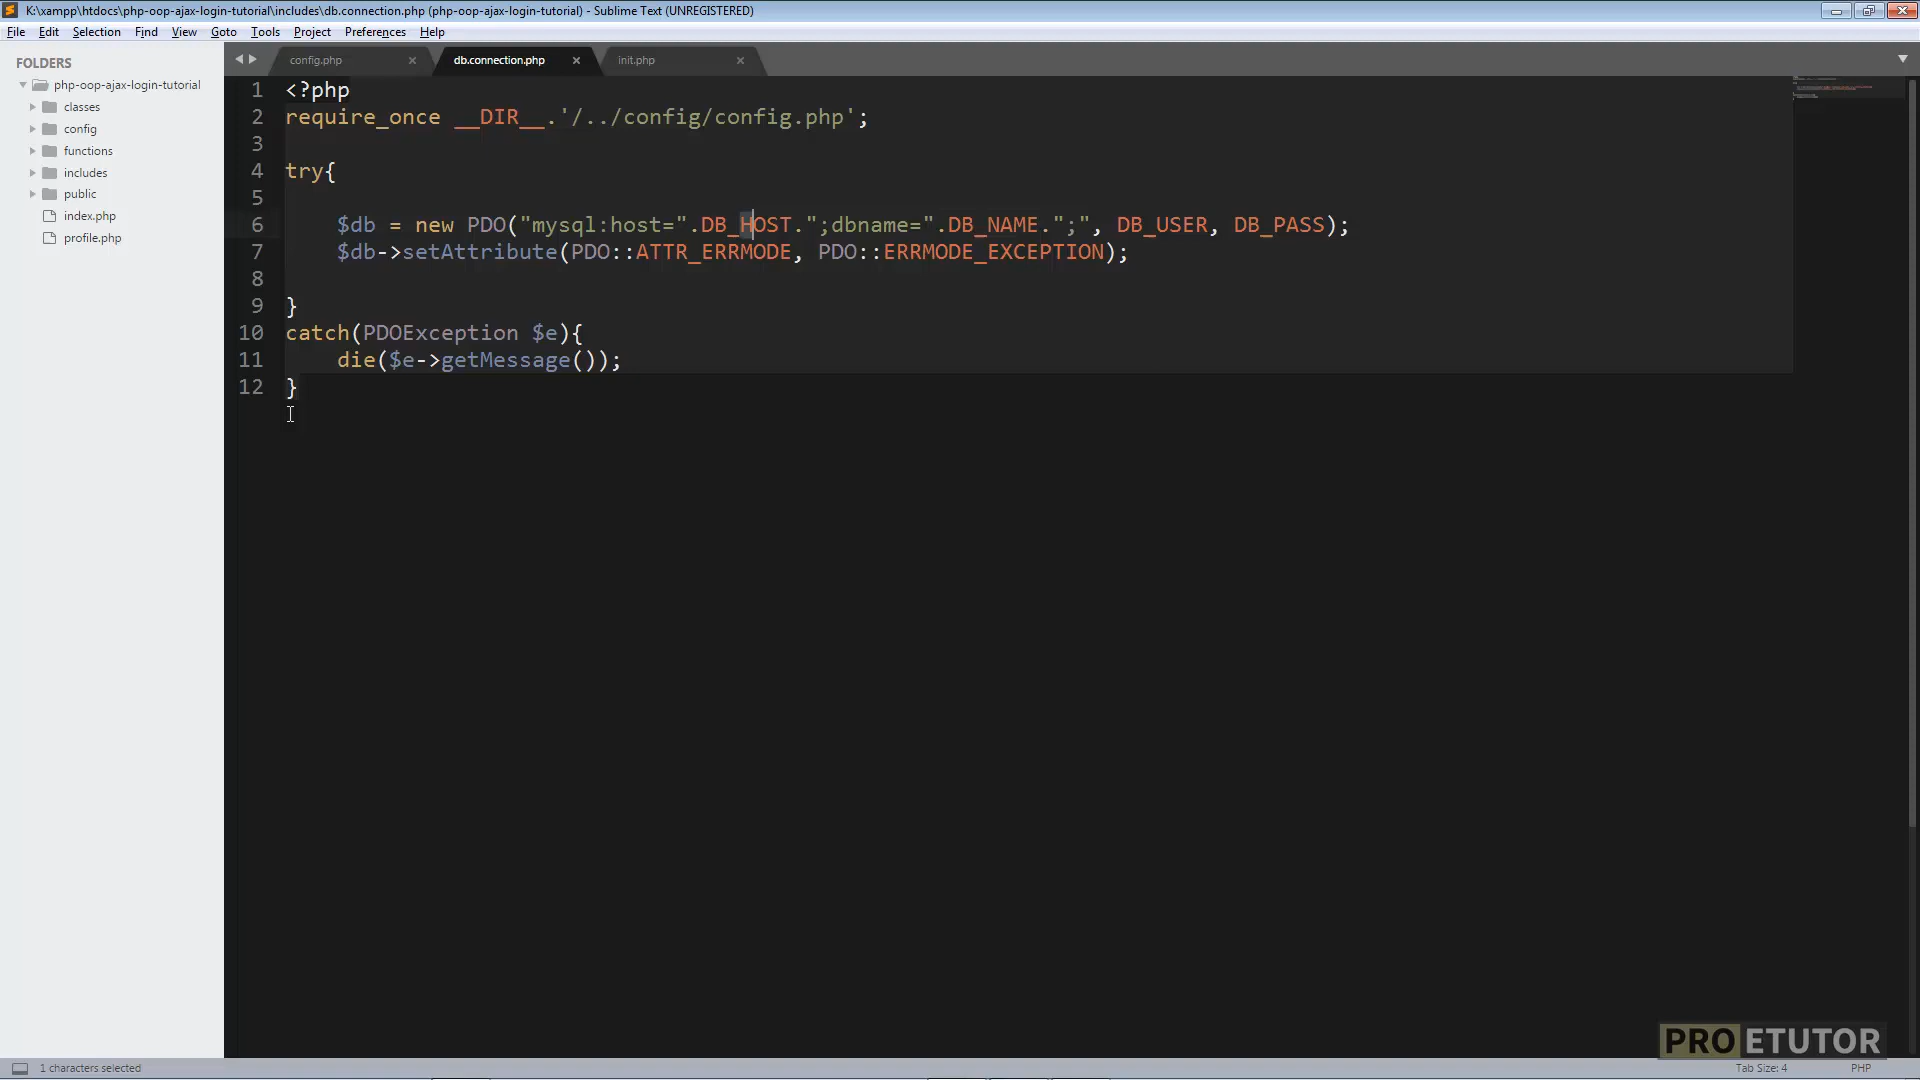 K:\xampp\htdocs\php-oop-ajax-login-tutorial\includes\db.connection.php (php-oop-ajax-login-tutorial) - Sublime Text (UNREGISTERED)
File Edit Selection Find View Goto Tools Project Preferences Help
FOLDERS
php-oop-ajax-login-tutorial
classes
config
functions
includes
public
index.php
profile.php
config.php db.connection.php init.php
1 <?php
2 require_once __DIR__.'/../config/config.php';
3
4 try{
5
6 $db = new PDO("mysql:host=".DB_HOST.";dbname=".DB_NAME.";", DB_USER, DB_PASS);
7 $db->setAttribute(PDO::ATTR_ERRMODE, PDO::ERRMODE_EXCEPTION);
8
9 }
10 catch(PDOException $e){
11 die($e->getMessage());
12 }
PROETUTOR
1 characters selected
Tab Size: 4 PHP